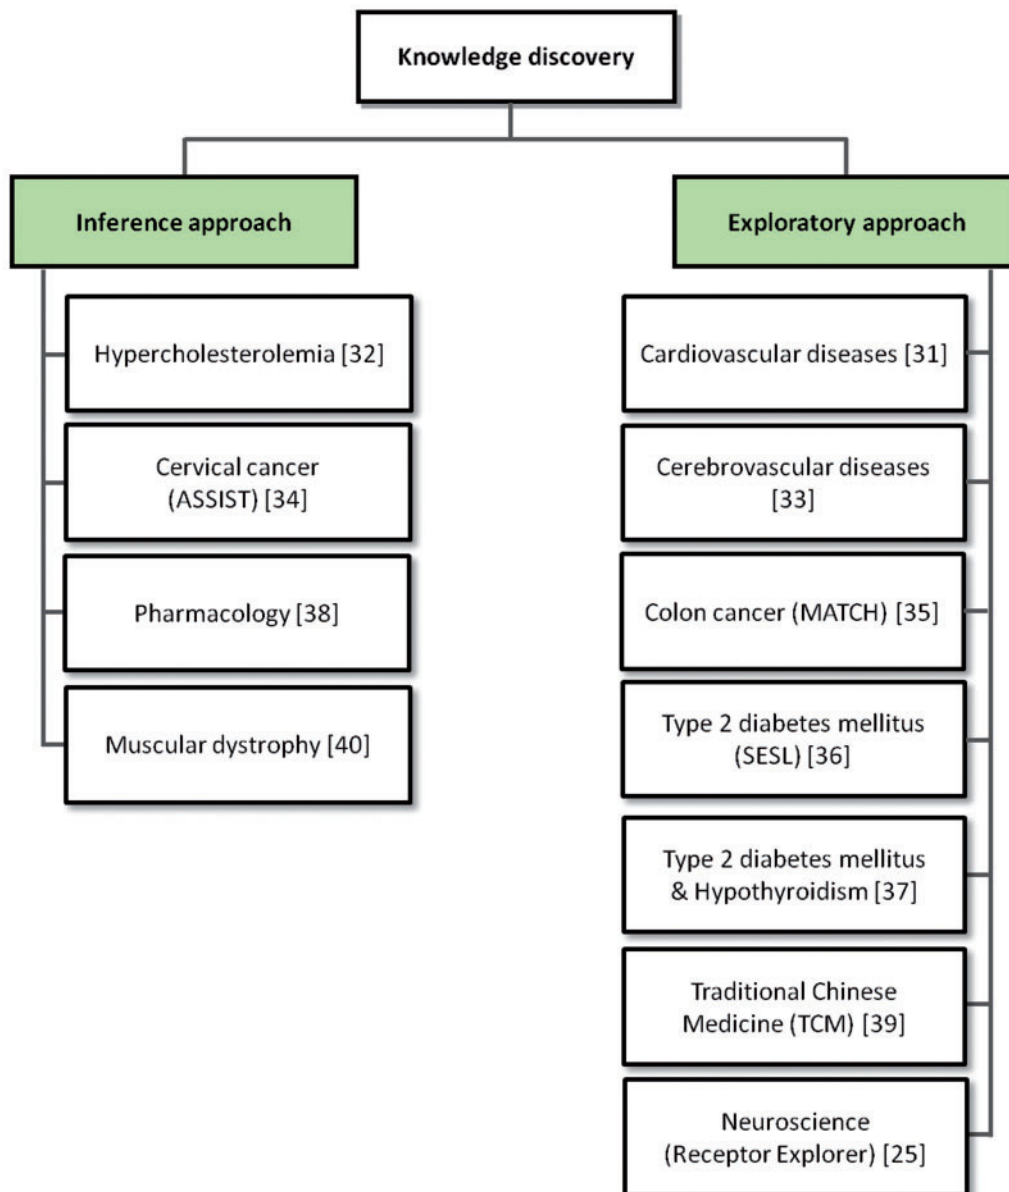 Knowledge discovery
Inference approach
Hypercholesterolemia [32]
Cervical cancer
(ASSIST) [34]
Pharmacology [38]
Muscular dystrophy [40]
Exploratory approach
Cardiovascular diseases [31]
Cerebrovascular diseases
[33]
Colon cancer (MATCH) [35]
Type 2 diabetes mellitus
(SESL) [36]
Type 2 diabetes mellitus
& Hypothyroidism [37]
Traditional Chinese
Medicine (TCM) [39]
Neuroscience
(Receptor Explorer) [25]